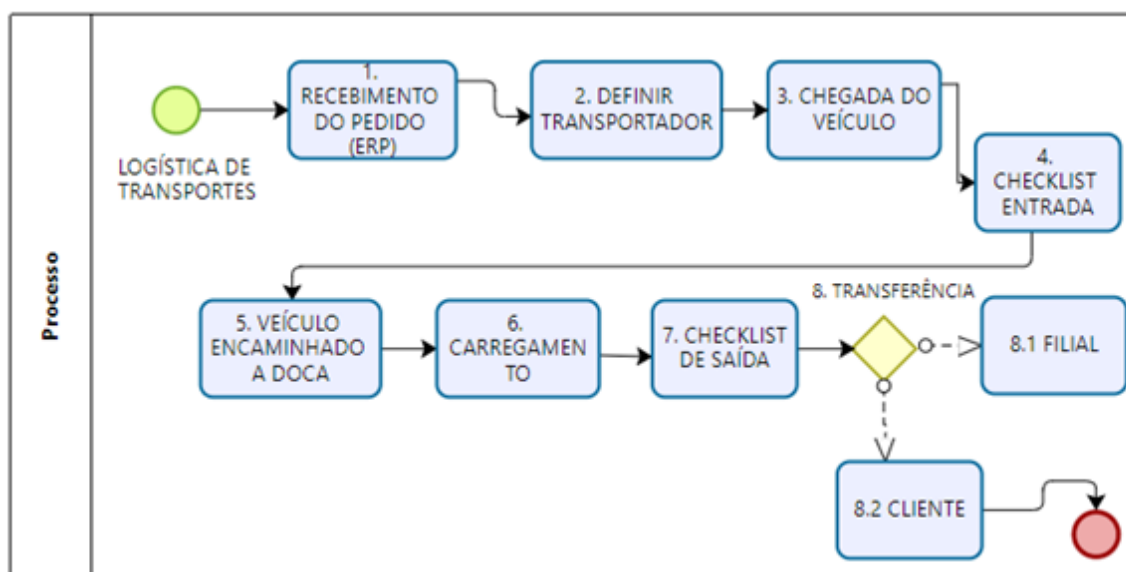 Processo
LOGÍSTICA DE
TRANSPORTES
1.
RECEBIMENTO
DO PEDIDO
(ERP)
2. DEFINIR
TRANSPORTADOR
3. CHEGADA DO
VEÍCULO
4.
CHECKLIST
ENTRADA
5. VEÍCULO
ENCAMINHADO
A DOCA
6.
CARREGAMEN
TO
7. CHECKLIST
DE SAÍDA
8. TRANSFERÊNCIA
8.1 FILIAL
8.2 CLIENTE